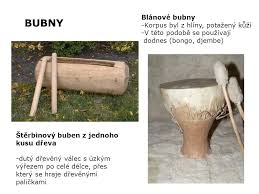 BUBNY
Blánové bubny
-Korpus byl z hlíny, potažený kůží
-V této podobě se používají
dodnes (bongo, djembe)
Štěrbinový buben z jednoho
kusu dřeva
-dutý dřevěný válec s úzkým
výřezem po celé délce, přes
který se hraje dřevěnými
paličkami